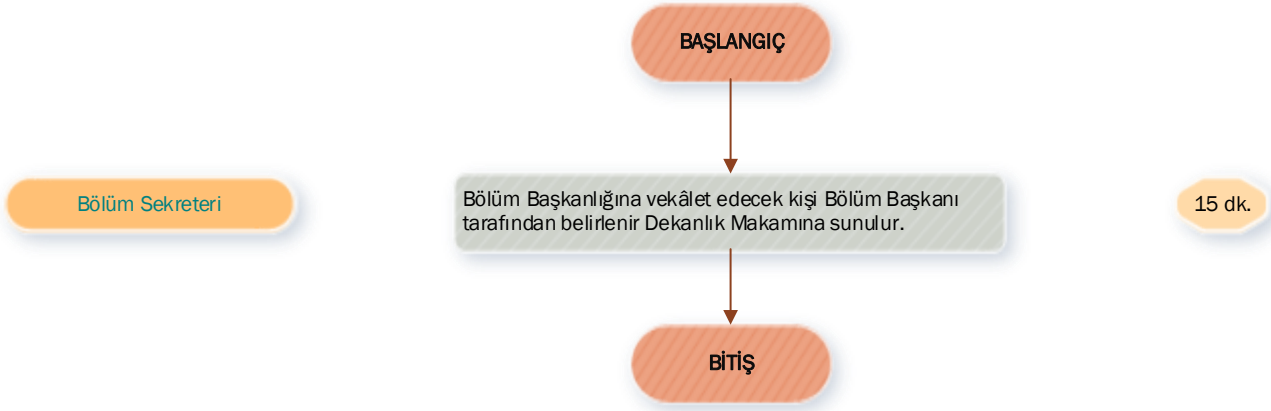 BAŞLANGIÇ
Bölüm Sekreteri
Bölüm Başkanlığına vekâlet edecek kişi Bölüm Başkanı
tarafından belirlenir Dekanlık Makamına sunulur.
15 dk.
BİTİŞ